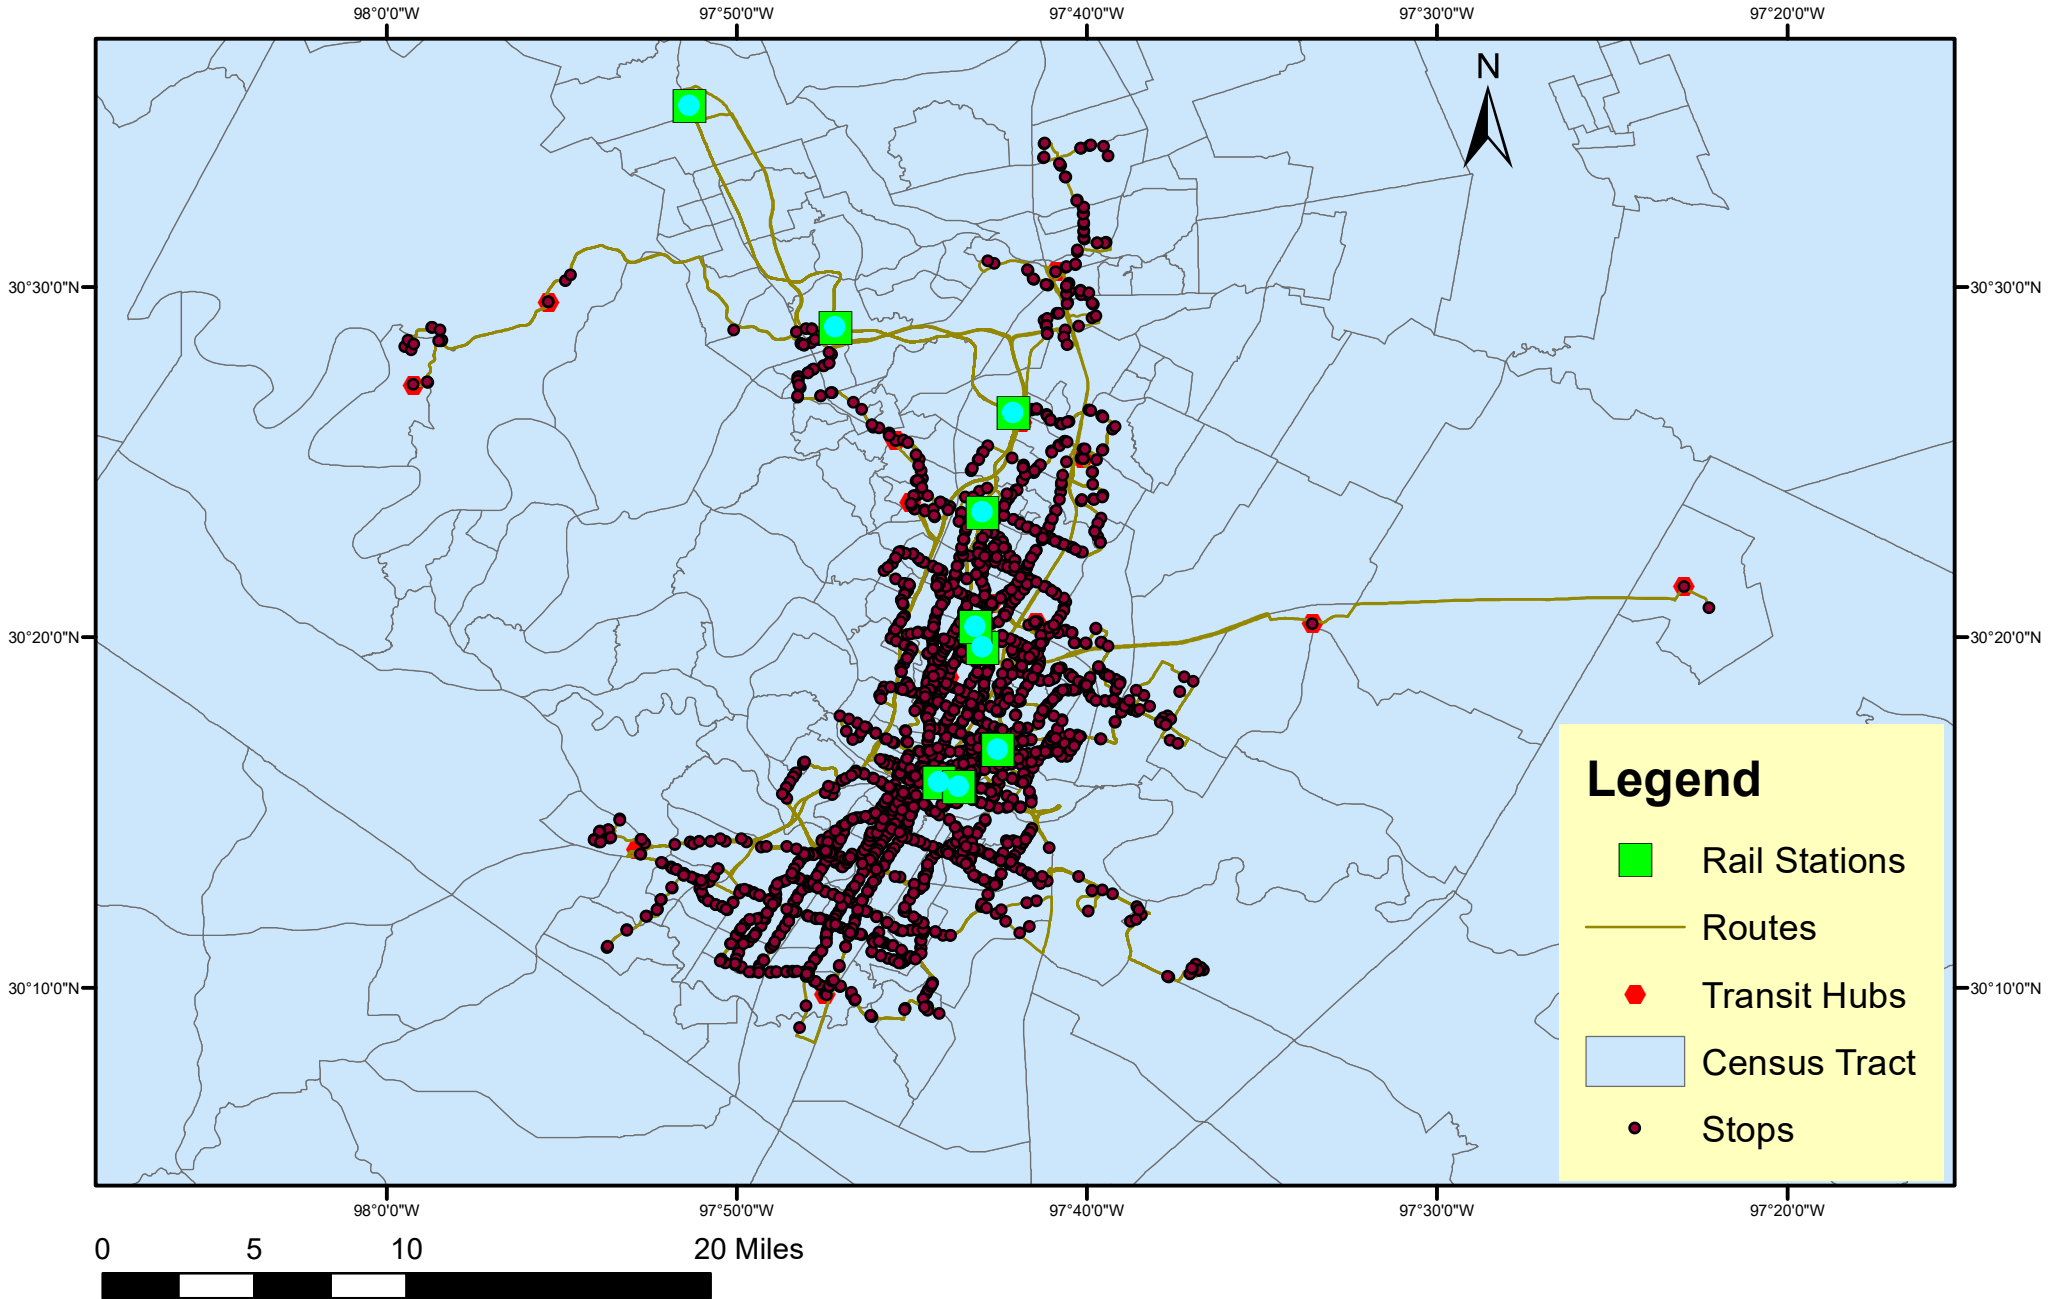 98°0'0"W 97°50'0"W 97°40'0"W 97°30'0"W 97°20'0"W
N
30°30'0"N 30°30'0"N
30°20'0"N 30°20'0"N
Legend
Rail Stations
Routes
30°10'0"N Transit Hubs 30°10'0"N
Census Tract
Stops
98°0'0"W 97°50'0"W 97°40'0"W 97°30'0"W 97°20'0"W
0 5 10 20 Miles